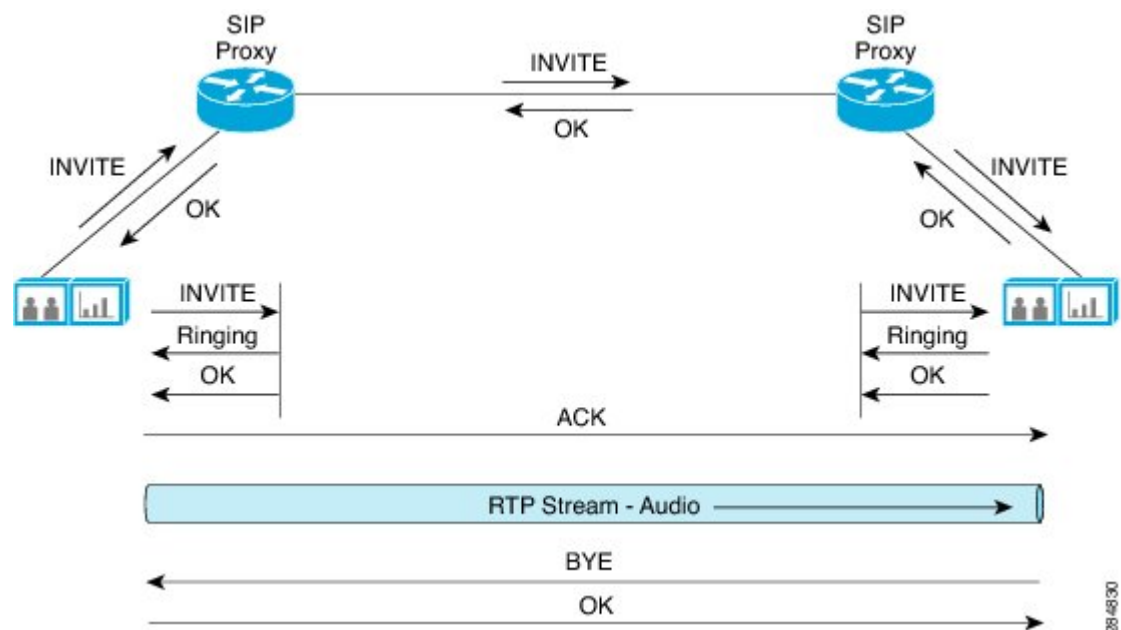 SIP
Proxy
SIP
Proxy
INVITE
OK
INVITE
OK
INVITE
OK
INVITE
Ringing
OK
INVITE
Ringing
OK
ACK
RTP Stream - Audio
BYE
OK
284830